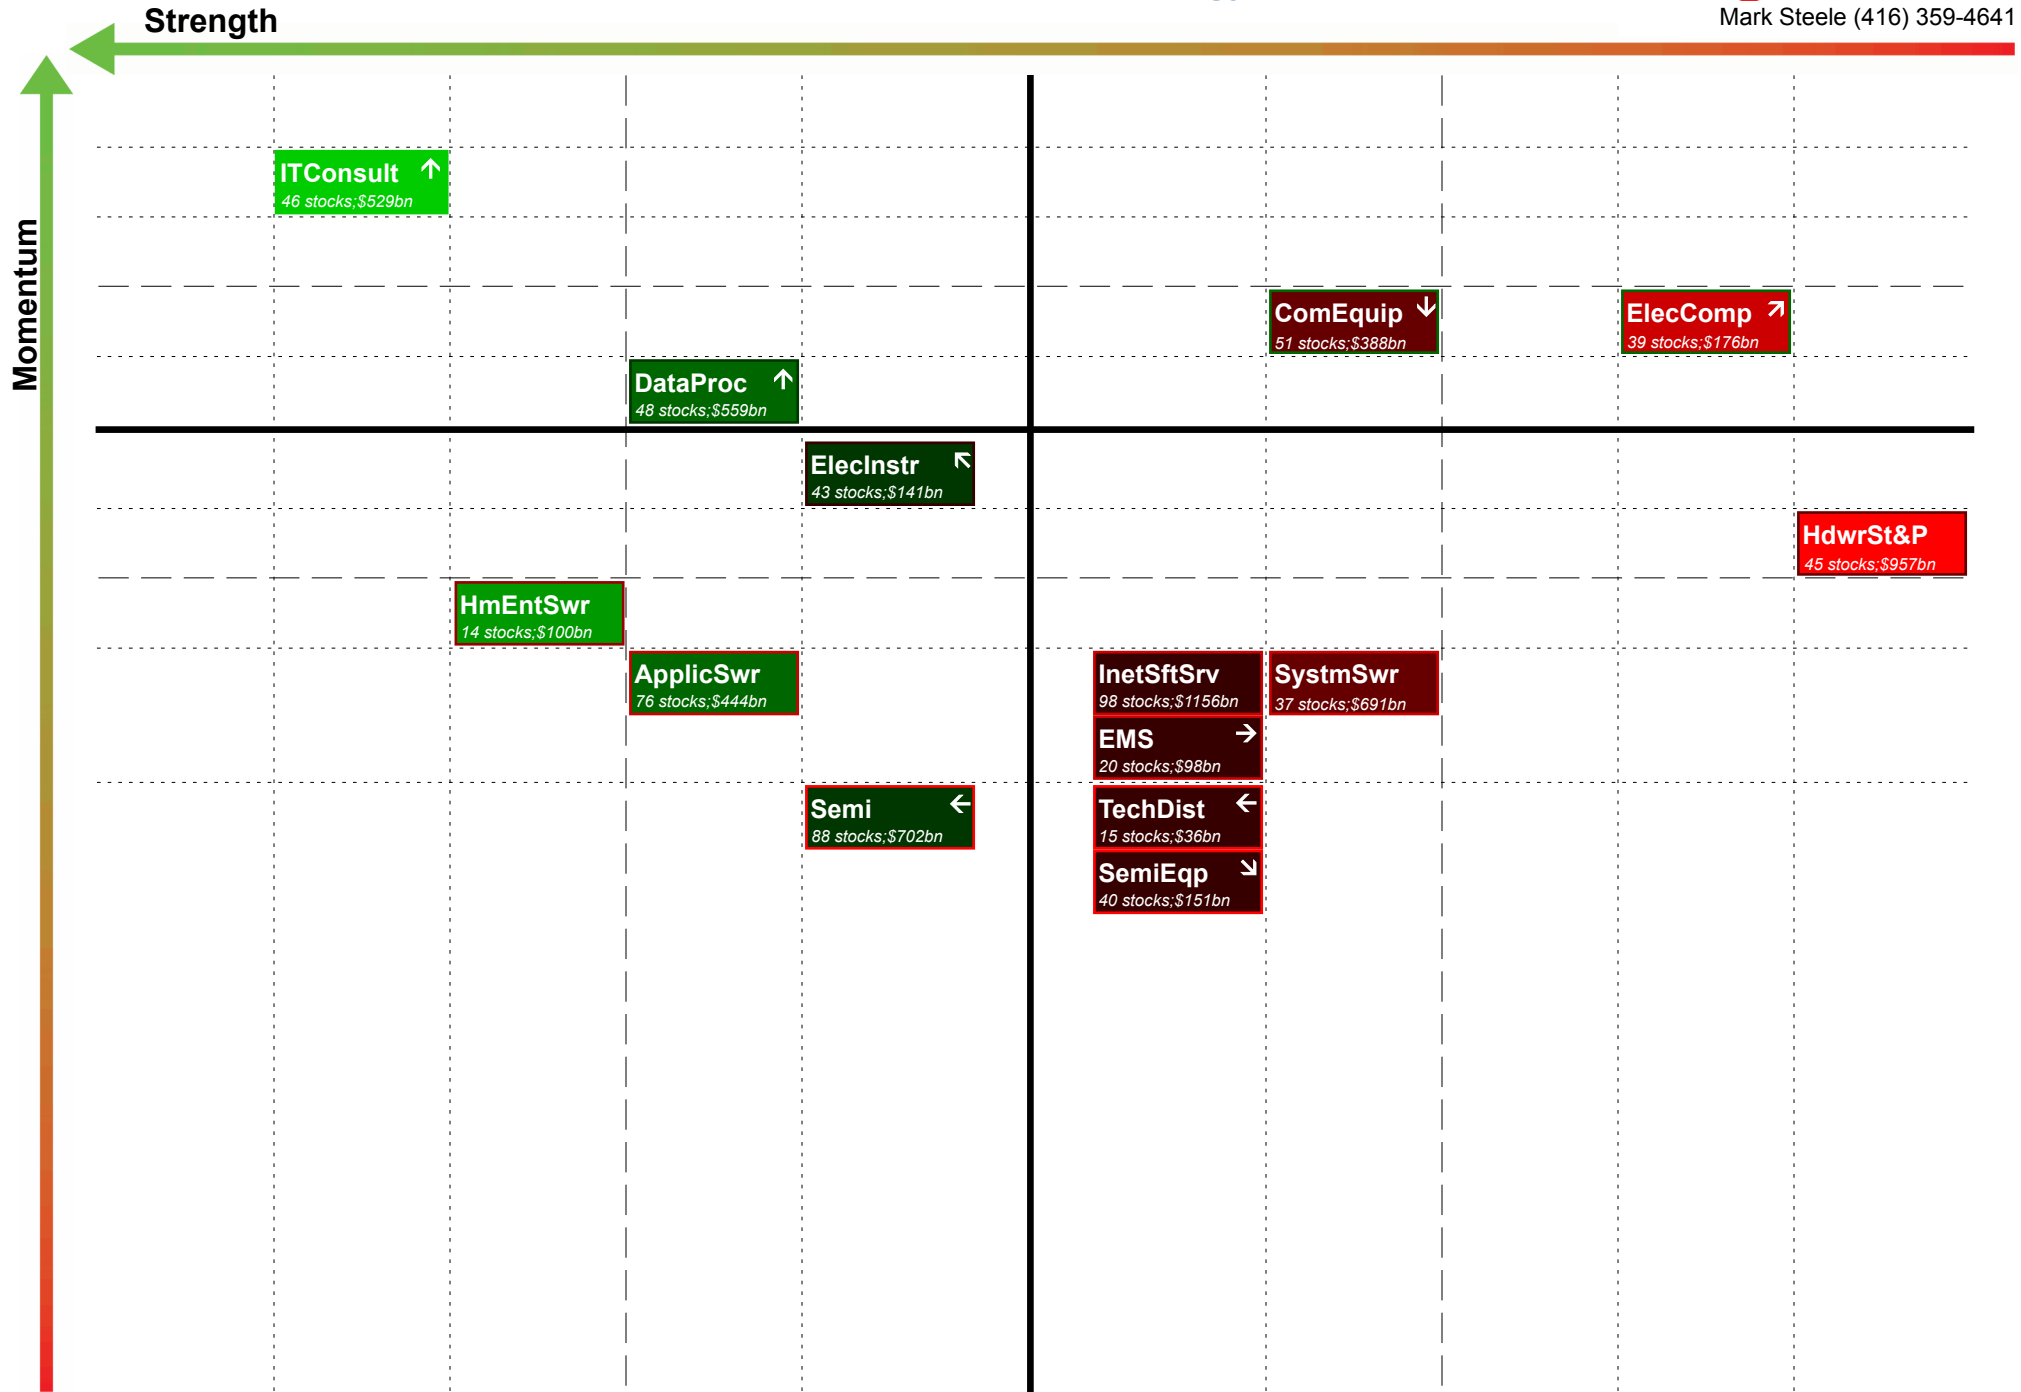 Strength
Mark Steele (416) 359-4641
Momentum
ITConsult
46 stocks;$529bn
ComEquip
51 stocks;$388bn
ElecComp
39 stocks;$176bn
DataProc
48 stocks;$559bn
ElecInstr
43 stocks;$141bn
HdwrSt&P
45 stocks;$957bn
HmEntSwr
14 stocks;$100bn
ApplicSwr
76 stocks;$444bn
InetSftSrv
98 stocks;$1156bn
SystmSwr
37 stocks;$691bn
EMS
20 stocks;$98bn
Semi
88 stocks;$702bn
TechDist
15 stocks;$36bn
SemiEqp
40 stocks;$151bn